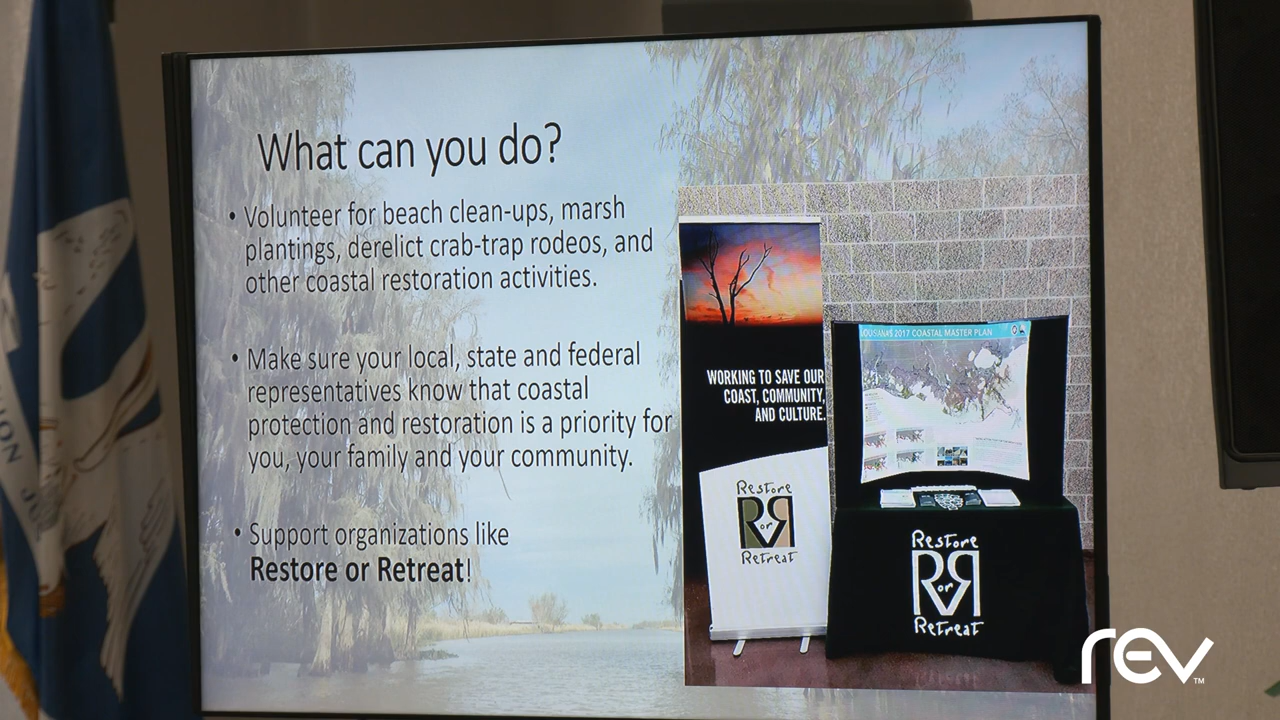 What can you do?
• Volunteer for beach clean-ups, marsh
plantings, derelict crab-trap rodeos, and
other coastal restoration activities.
• Make sure your local, state and federal
representatives know that coastal
protection and restoration is a priority for
you, your family and your community.
• Support organizations like
Restore or Retreat!
WORKING TO SAVE OUR
COAST, COMMUNITY,
AND CULTURE.
Restore
R or R
Retreat
LOUISIANA'S 2017 COASTAL MASTER PLAN
Restore
R or R
Retreat
UNION
rev™